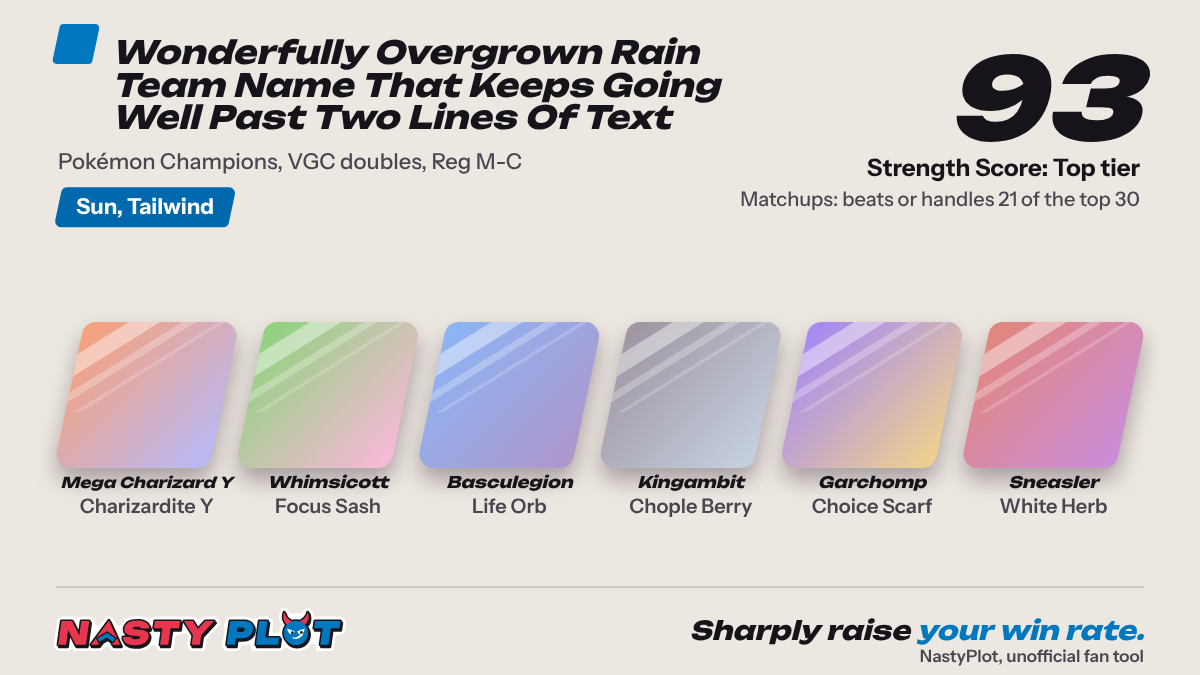 Wonderfully Overgrown Rain
Team Name That Keeps Going
Well Past Two Lines Of Text
Pokémon Champions, VGC doubles, Reg M-C
Sun, Tailwind
93
Strength Score: Top tier
Matchups: beats or handles 21 of the top 30
Mega Charizard Y
Charizardite Y
Whimsicott
Focus Sash
Basculegion
Life Orb
Kingambit
Chople Berry
Garchomp
Choice Scarf
Sneasler
White Herb
NASTY PLOT
Sharply raise your win rate.
NastyPlot, unofficial fan tool